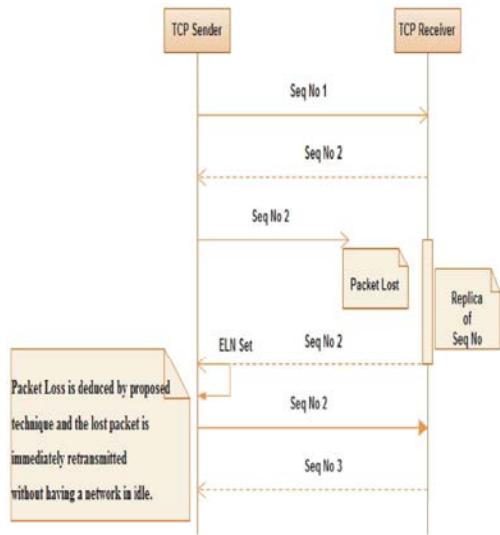 TCP Sender
TCP Receiver
Seq No 1
Seq No 2
Seq No 2
Packet Lost
Replica
of
Seq No
ELN Set
Seq No 2
Packet Loss is deduced by proposed
technique and the lost packet is
immediately retransmitted
without having a network in idle.
Seq No 2
Seq No 3